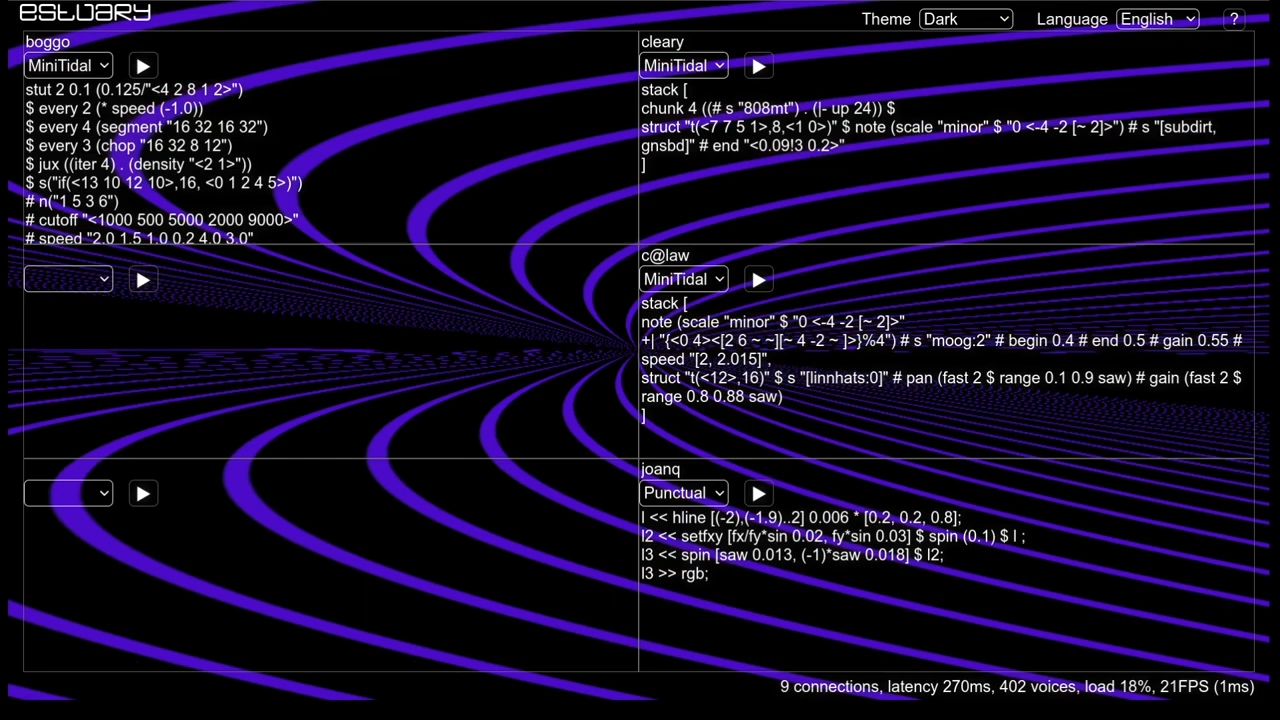 estuary
Theme Dark Language English ?
boggo
MiniTidal
stut 2 0.1 (0.125/"<4 2 8 1 2>")
$ every 2 (* speed (-1.0))
$ every 4 (segment "16 32 16 32")
$ every 3 (chop "16 32 8 12")
$ jux ((iter 4) . (density "<2 1>"))
$ s("if(<13 10 12 10>,16, <0 1 2 4 5>)")
# n("1 5 3 6")
# cutoff "<1000 500 5000 2000 9000>"
# speed "2.0 1.5 1.0 0.2 4.0 3.0"
cleary
MiniTidal
stack [
chunk 4 ((# s "808mt") . (|- up 24)) $
struct "t(<7 7 5 1>,8,<1 0>)" $ note (scale "minor" $ "0 <-4 -2 [~ 2]>") # s "[subdirt,
gnsbd]" # end "<0.09!3 0.2>"
]
c@law
MiniTidal
stack [
note (scale "minor" $ "0 <-4 -2 [~ 2]>"
+| "{<0 4><[2 6 ~ ~][~ 4 -2 ~ ]>}%4") # s "moog:2" # begin 0.4 # end 0.5 # gain 0.55 #
speed "[2, 2.015]",
struct "t(<12>,16)" $ s "[linnhats:0]" # pan (fast 2 $ range 0.1 0.9 saw) # gain (fast 2 $
range 0.8 0.88 saw)
]
joanq
Punctual
l << hline [(-2),(-1.9)..2] 0.006 * [0.2, 0.2, 0.8];
l2 << setfxy [fx/fy*sin 0.02, fy*sin 0.03] $ spin (0.1) $ l ;
l3 << spin [saw 0.013, (-1)*saw 0.018] $ l2;
l3 >> rgb;
9 connections, latency 270ms, 402 voices, load 18%, 21FPS (1ms)